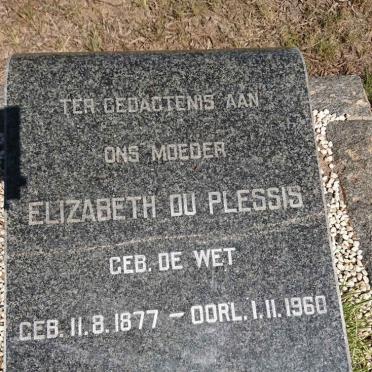 TER GEDAGTENIS AAN
ONS MOEDER
ELIZABETH DU PLESSIS
GEB. DE WET
GEB. 11.8.1877 – OORL. 1.11.1960